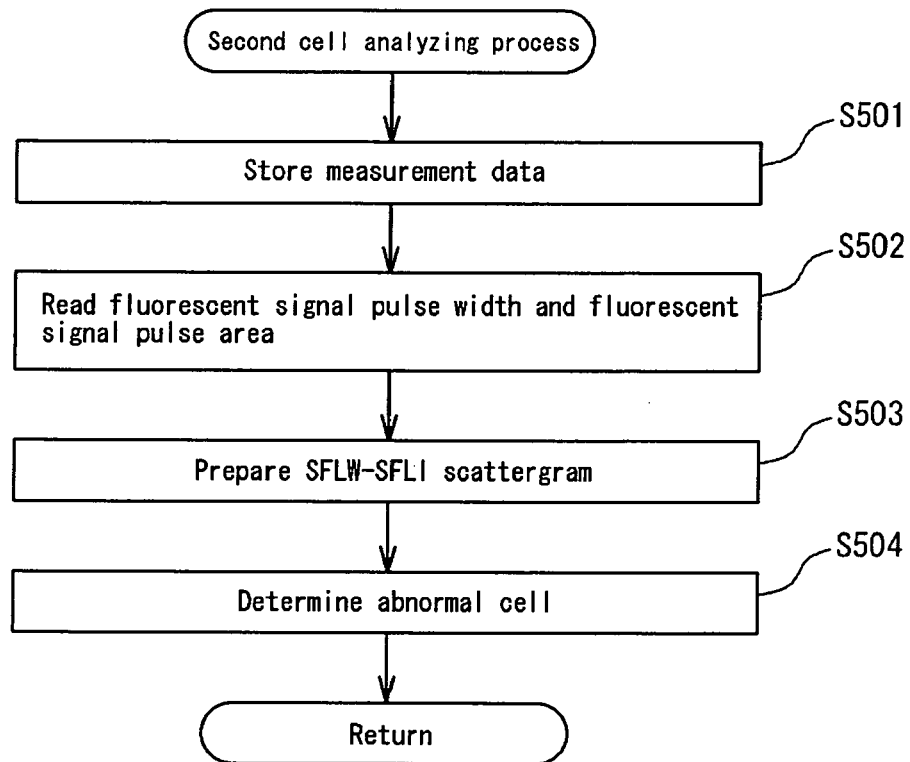 Second cell analyzing process
S501
Store measurement data
S502
Read fluorescent signal pulse width and fluorescent
signal pulse area
S503
Prepare SFLW-SFLI scattergram
S504
Determine abnormal cell
Return